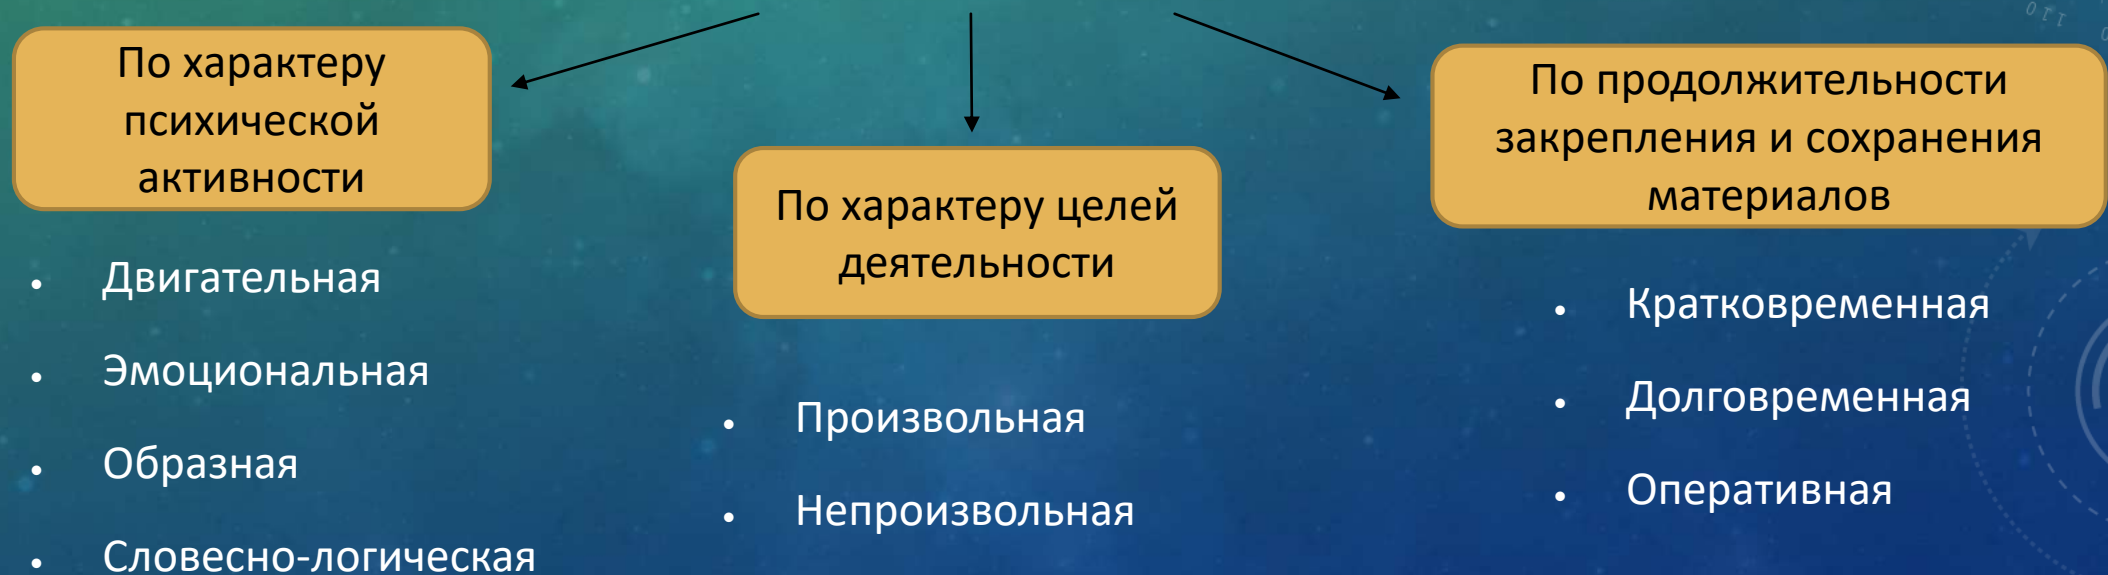 По характеру
психической
активности
Двигательная
Эмоциональная
Образная
Словесно-логическая
По характеру целей
деятельности
Произвольная
Непроизвольная
По продолжительности
закрепления и сохранения
материалов
Кратковременная
Долговременная
Оперативная